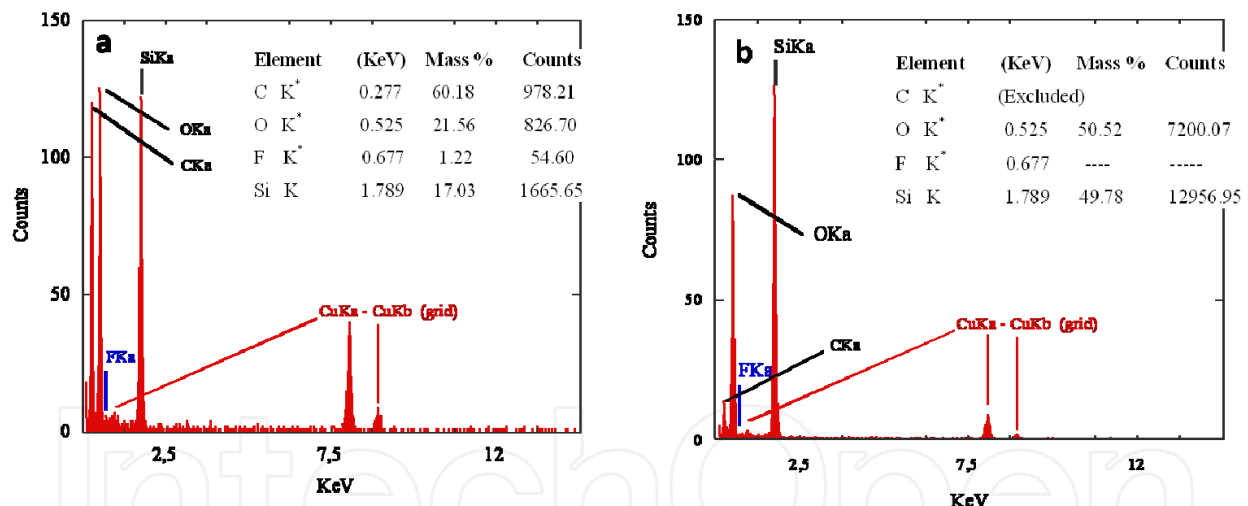 150
a
SiKa
Element (KeV) Mass % Counts
C K* 0.277 60.18 978.21
O K* 0.525 21.56 826.70
F K* 0.677 1.22 54.60
Si K 1.789 17.03 1665.65
OKa
CKa
100
Counts
50
CuKa - CuKb (grid)
FKa
0
2,5 7,5 12
KeV
150
b
SiKa
Element (KeV) Mass % Counts
C K* (Excluded)
O K* 0.525 50.52 7200.07
F K* 0.677 ---- -----
Si K 1.789 49.78 12956.95
100
OKa
Counts
50
CuKa - CuKb (grid)
CKa
FKa
0
2,5 7,5 12
KeV
IntechOpen